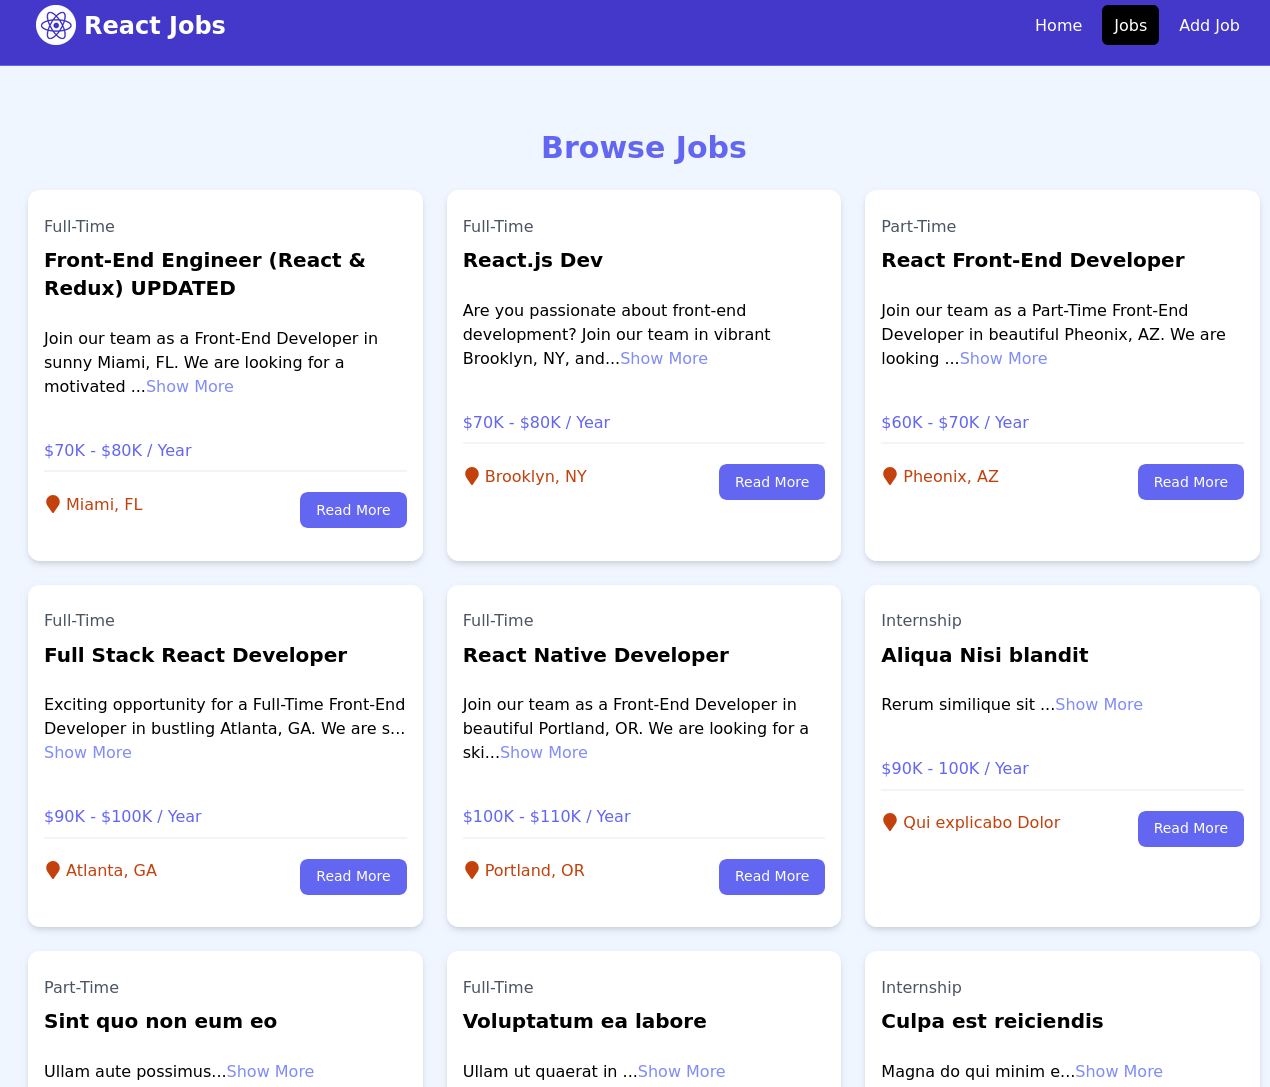 React Jobs
Home
Jobs
Add Job
Browse Jobs
Full-Time
Front-End Engineer (React &
Redux) UPDATED
Join our team as a Front-End Developer in
sunny Miami, FL. We are looking for a
motivated ...Show More
$70K - $80K / Year
Miami, FL
Read More
Full-Time
React.js Dev
Are you passionate about front-end
development? Join our team in vibrant
Brooklyn, NY, and...Show More
$70K - $80K / Year
Brooklyn, NY
Read More
Part-Time
React Front-End Developer
Join our team as a Part-Time Front-End
Developer in beautiful Pheonix, AZ. We are
looking ...Show More
$60K - $70K / Year
Pheonix, AZ
Read More
Full-Time
Full Stack React Developer
Exciting opportunity for a Full-Time Front-End
Developer in bustling Atlanta, GA. We are s...
Show More
$90K - $100K / Year
Atlanta, GA
Read More
Full-Time
React Native Developer
Join our team as a Front-End Developer in
beautiful Portland, OR. We are looking for a
ski...Show More
$100K - $110K / Year
Portland, OR
Read More
Internship
Aliqua Nisi blandit
Rerum similique sit ...Show More
$90K - 100K / Year
Qui explicabo Dolor
Read More
Part-Time
Sint quo non eum eo
Ullam aute possimus...Show More
Full-Time
Voluptatum ea labore
Ullam ut quaerat in ...Show More
Internship
Culpa est reiciendis
Magna do qui minim e...Show More